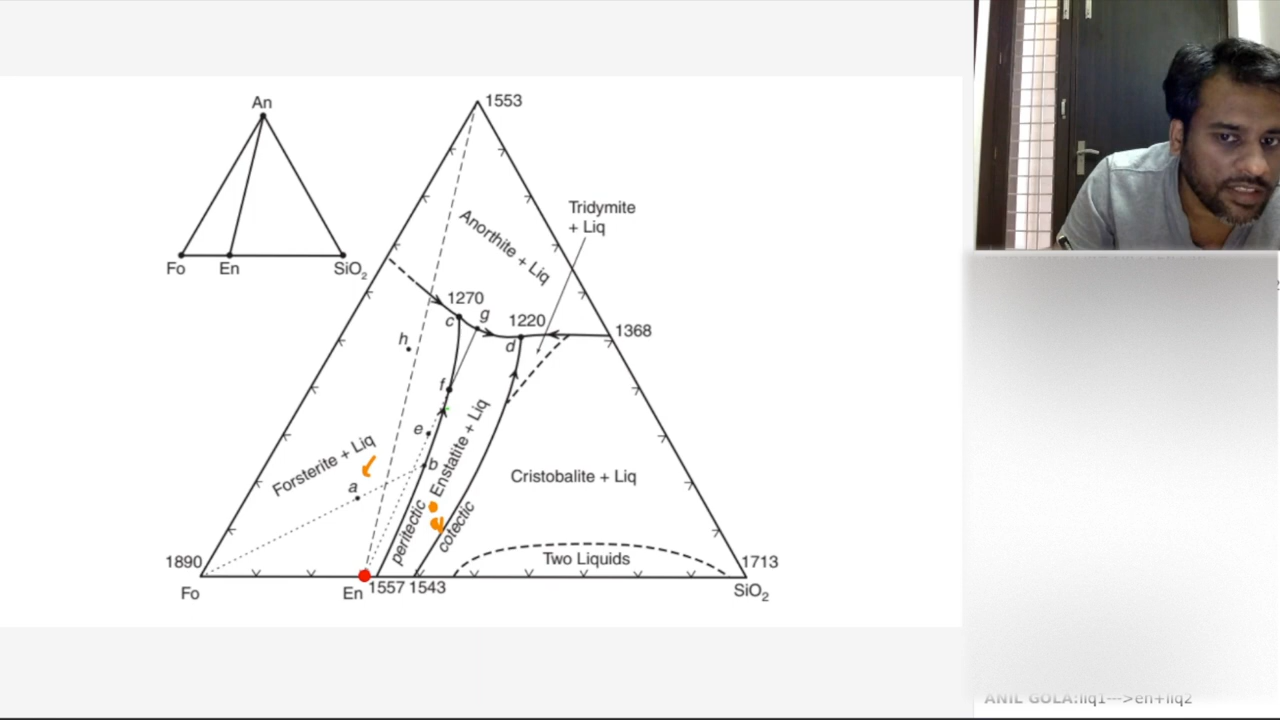 An
Fo
En
SiO2
1553
Tridymite
+ Liq
Anorthite + Liq
1270
c
g
1220
d
1368
h
f
e
b
Enstatite + Liq
Forsterite + Liq
a
Cristobalite + Liq
peritectic
cotectic
Two Liquids
1890
1713
Fo
En
1557
1543
SiO2
ANIL GOLA:liq1--->en+liq2